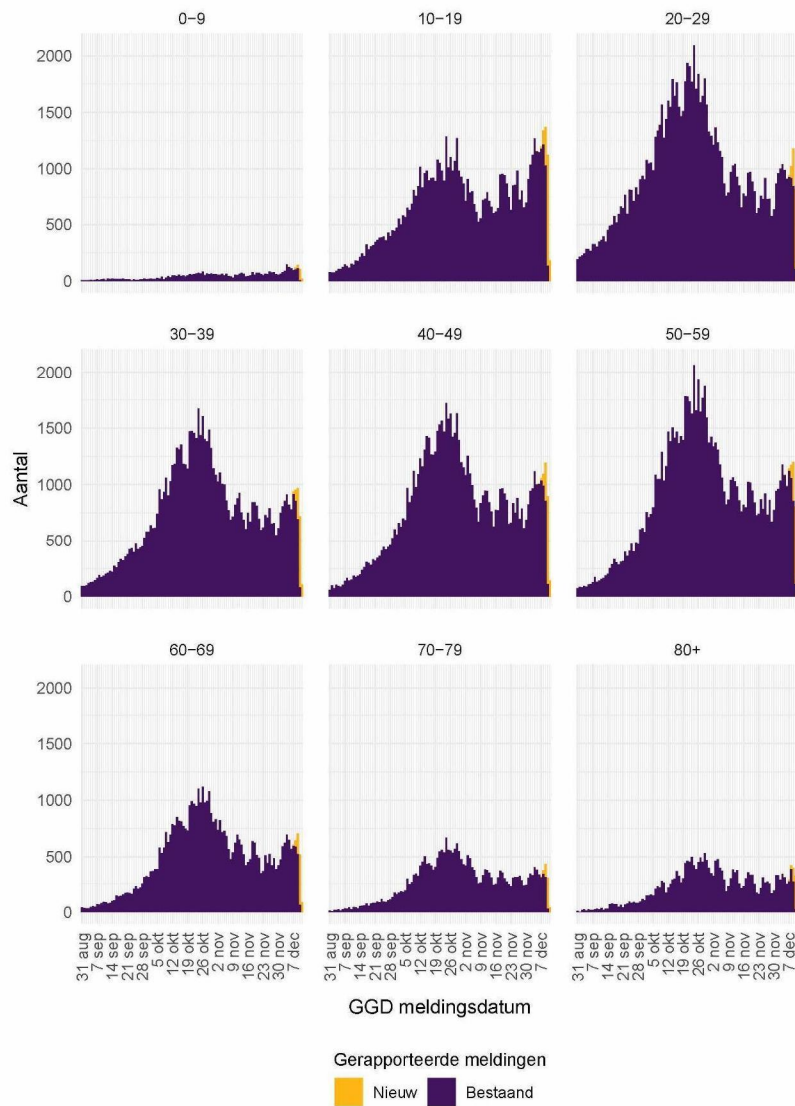 0−9 10−19 20−29
2000
1500
1000
500
0
30−39 40−49 50−59
2000
1500
1000
500
0
Aantal
60−69 70−79 80+
2000
1500
1000
500
0
31 aug 7 sep 14 sep 21 sep 28 sep 5 okt 12 okt 19 okt 26 okt 2 nov 9 nov 16 nov 23 nov 30 nov 7 dec 31 aug 7 sep 14 sep 21 sep 28 sep 5 okt 12 okt 19 okt 26 okt 2 nov 9 nov 16 nov 23 nov 30 nov 7 dec 31 aug 7 sep 14 sep 21 sep 28 sep 5 okt 12 okt 19 okt 26 okt 2 nov 9 nov 16 nov 23 nov 30 nov 7 dec
GGD meldingsdatum
Gerapporteerde meldingen
Nieuw Bestaand